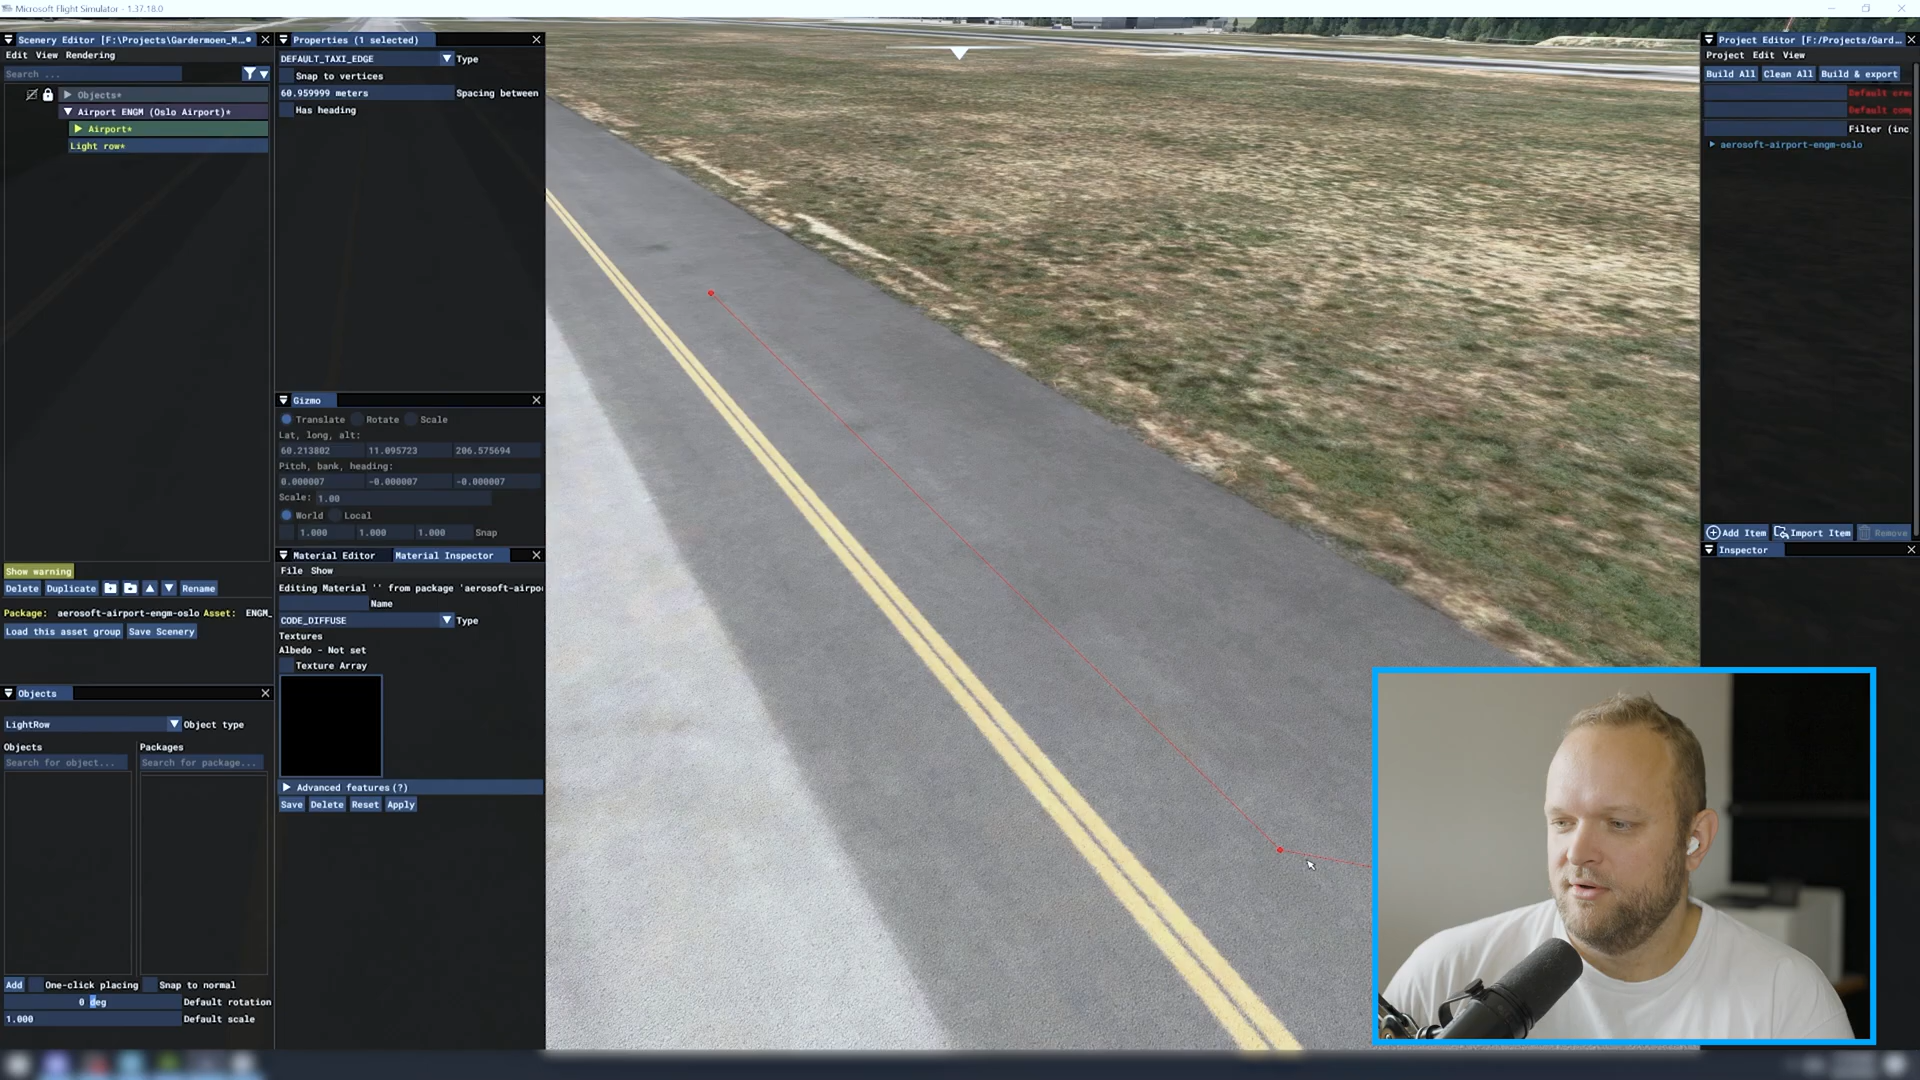 Microsoft Flight Simulator - 1.37.18.0
Scenery Editor [F:\Projects\Gardermoen_M...
Edit View Rendering
Search ...
Objects*
Airport ENGM (Oslo Airport)*
Airport*
Light row*
Show warning
Delete Duplicate Rename
Package: aerosoft-airport-engm-oslo Asset: ENGM_
Load this asset group Save Scenery
Objects
LightRow Object type
Objects Packages
Search for object... Search for package...
Add One-click placing Snap to normal
0 deg Default rotation
1.000 Default scale
Properties (1 selected)
DEFAULT_TAXI_EDGE Type
Snap to vertices
60.959999 meters Spacing between
Has heading
Gizmo
Translate Rotate Scale
Lat, long, alt:
60.213802 11.095723 206.575694
Pitch, bank, heading:
0.000007 -0.000007 -0.000007
Scale: 1.00
World Local
1.000 1.000 1.000 Snap
Material Editor Material Inspector
File Show
Editing Material '' from package 'aerosoft-airpo
Name
CODE_DIFFUSE Type
Textures
Albedo - Not set
Texture Array
Advanced features (?)
Save Delete Reset Apply
Project Editor [F:/Projects/Gard...
Project Edit View
Build All Clean All Build & export
Default cre
Default com
Filter (inc
aerosoft-airport-engm-oslo
Add Item Import Item Remove
Inspector